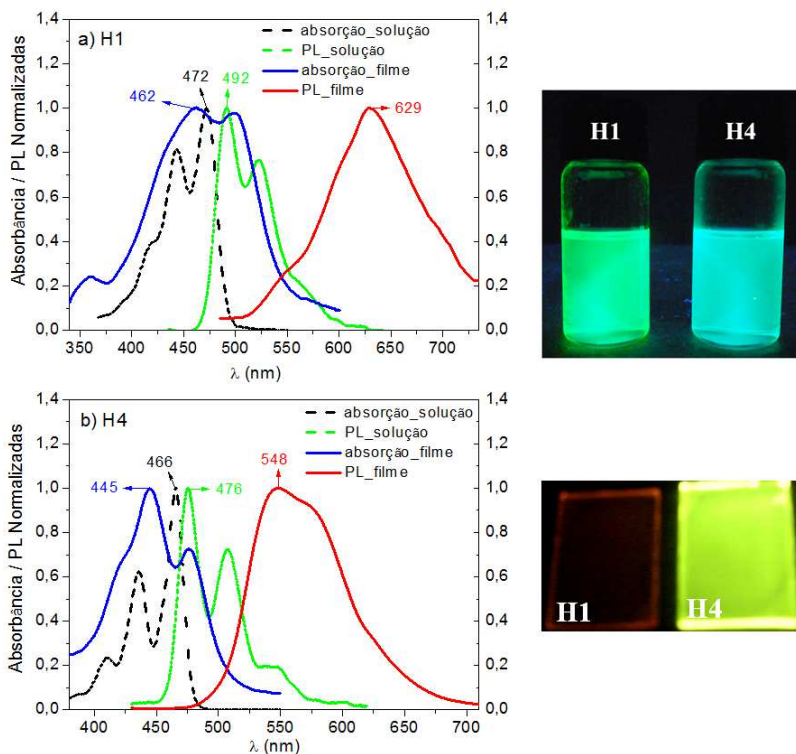 a) H1
absorção_solução
PL_solução
absorção_filme
PL_filme
462
472
492
629
Absorbância / PL Normalizadas
1,4
1,2
1,0
0,8
0,6
0,4
0,2
0,0
1,4
1,2
1,0
0,8
0,6
0,4
0,2
0,0
350 400 450 500 550 600 650 700
λ (nm)
H1 H4
b) H4
absorção_solução
PL_solução
absorção_filme
PL_filme
445
466
476
548
Absorbância / PL Normalizadas
1,4
1,2
1,0
0,8
0,6
0,4
0,2
0,0
1,4
1,2
1,0
0,8
0,6
0,4
0,2
0,0
400 450 500 550 600 650 700
λ (nm)
H1 H4